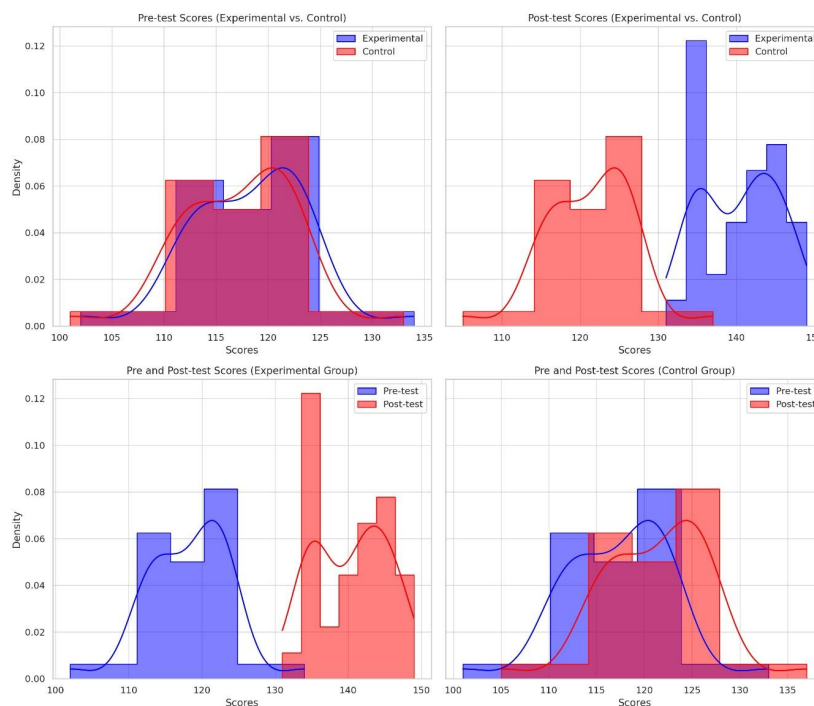 Pre-test Scores (Experimental vs. Control)
Post-test Scores (Experimental vs. Control)
Experimental
Control
Experimental
Control
0.12
0.10
0.08
0.06
0.04
0.02
0.00
Density
100
105
110
115
120
125
130
135
Scores
110
120
130
140
Scores
Pre and Post-test Scores (Experimental Group)
Pre and Post-test Scores (Control Group)
Pre-test
Post-test
Pre-test
Post-test
0.12
0.10
0.08
0.06
0.04
0.02
0.00
Density
100
110
120
130
140
150
Scores
100
105
110
115
120
125
130
135
Scores